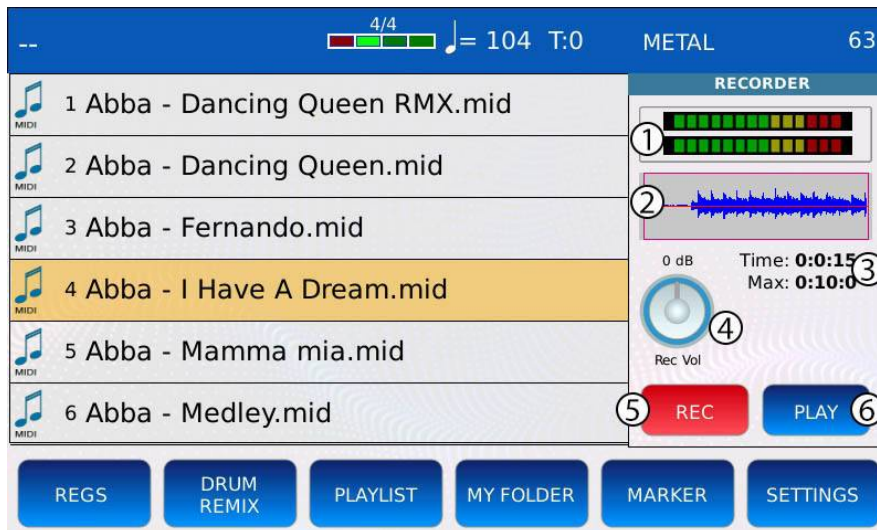 4/4
-- = 104 T:0 METAL 63
RECORDER
MIDI 1 Abba - Dancing Queen RMX.mid
1
MIDI 2 Abba - Dancing Queen.mid
2
MIDI 3 Abba - Fernando.mid
0 dB Time: 0:0:15 3
Max: 0:10:0
MIDI 4 Abba - I Have A Dream.mid
4
Rec Vol
MIDI 5 Abba - Mamma mia.mid
MIDI 6 Abba - Medley.mid
5 REC PLAY 6
REGS DRUM REMIX PLAYLIST MY FOLDER MARKER SETTINGS